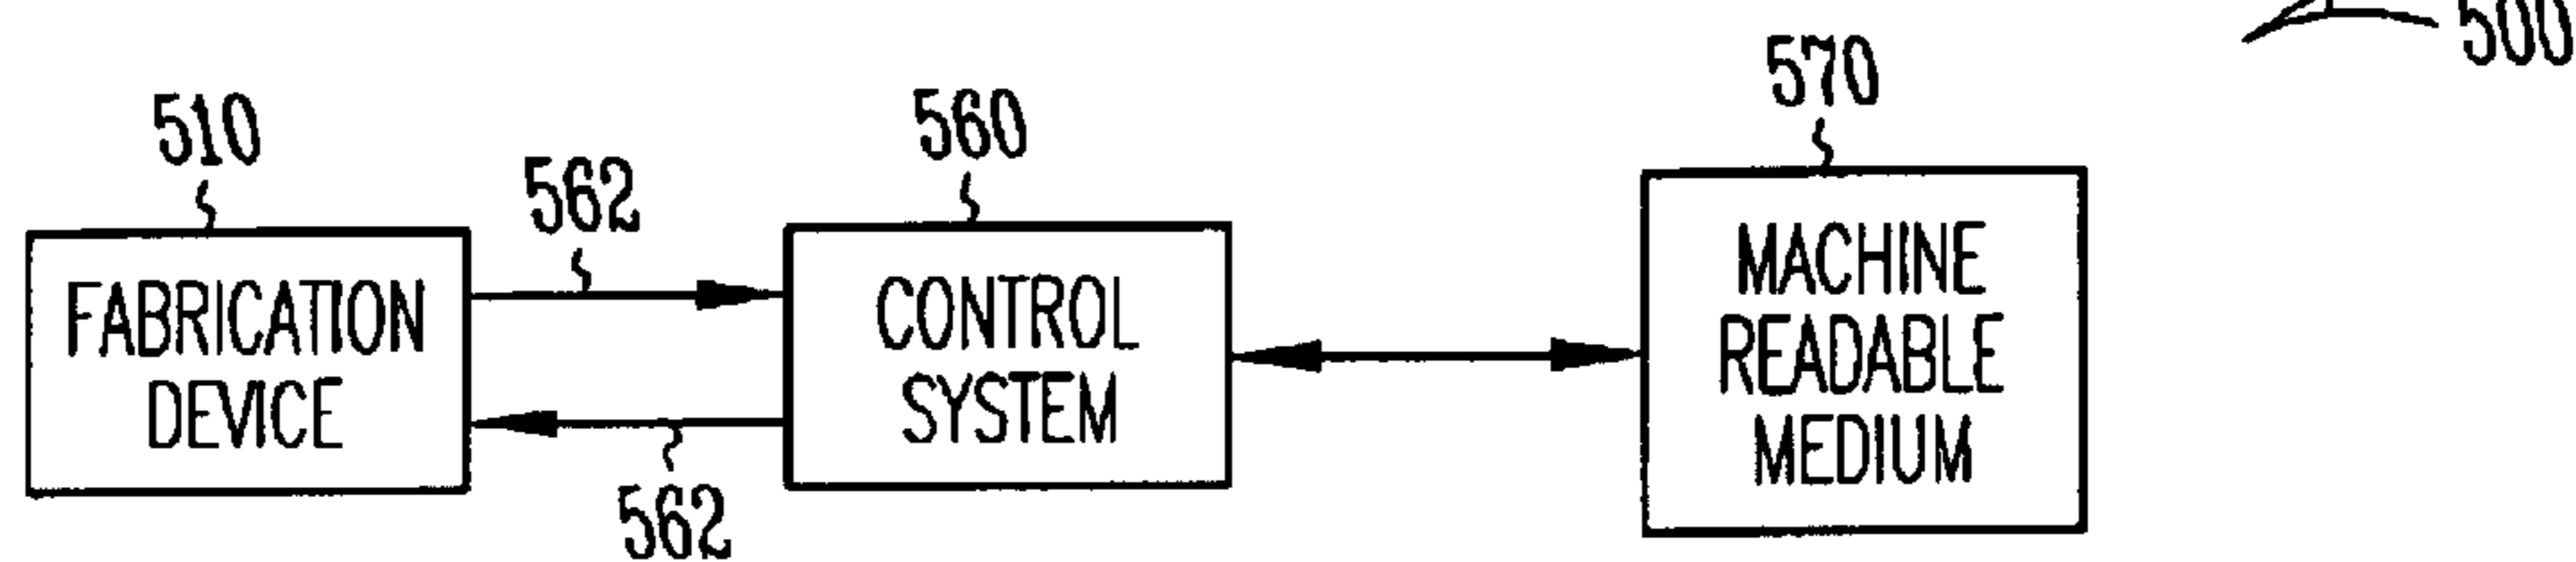 500
570
510
560
562
FABRICATION
DEVICE
CONTROL
SYSTEM
MACHINE
READABLE
MEDIUM
562